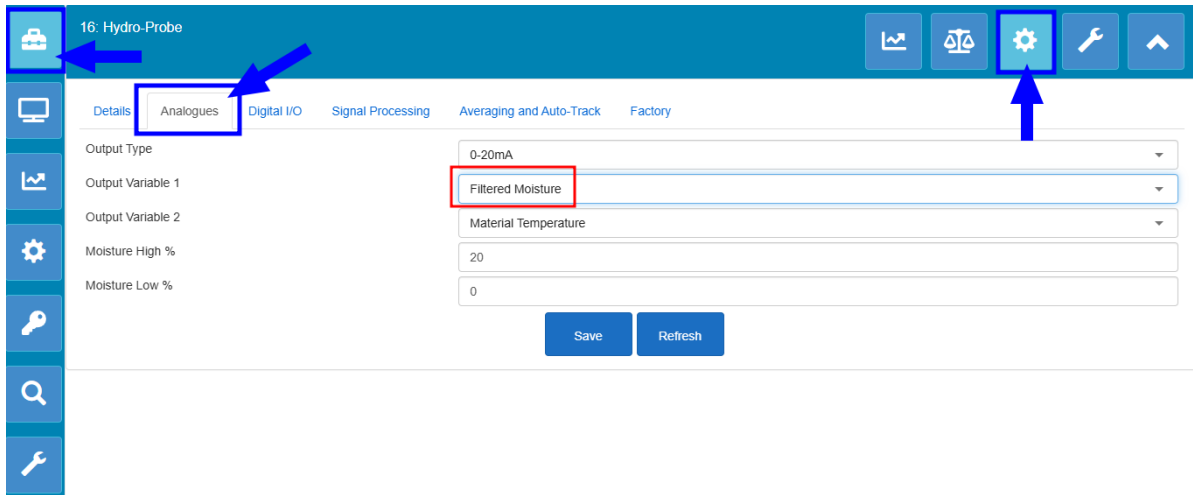 16: Hydro-Probe
Details Analogues Digital I/O Signal Processing Averaging and Auto-Track Factory
Output Type 0-20mA
Output Variable 1 Filtered Moisture
Output Variable 2 Material Temperature
Moisture High % 20
Moisture Low % 0
Save Refresh